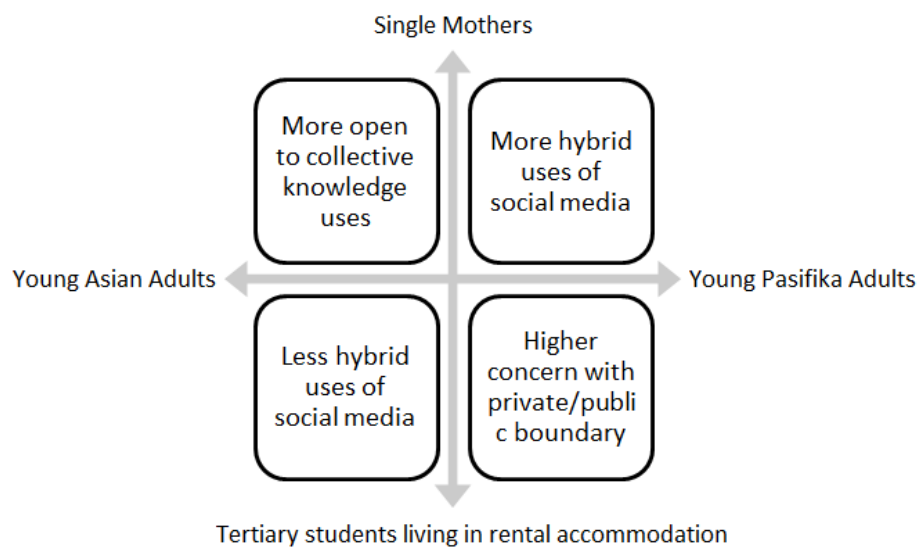 Single Mothers
More open
to collective
knowledge
uses
More hybrid
uses of
social media
Young Asian Adults
Young Pasifika Adults
Less hybrid
uses of
social media
Higher
concern with
private/publi
c boundary
Tertiary students living in rental accommodation